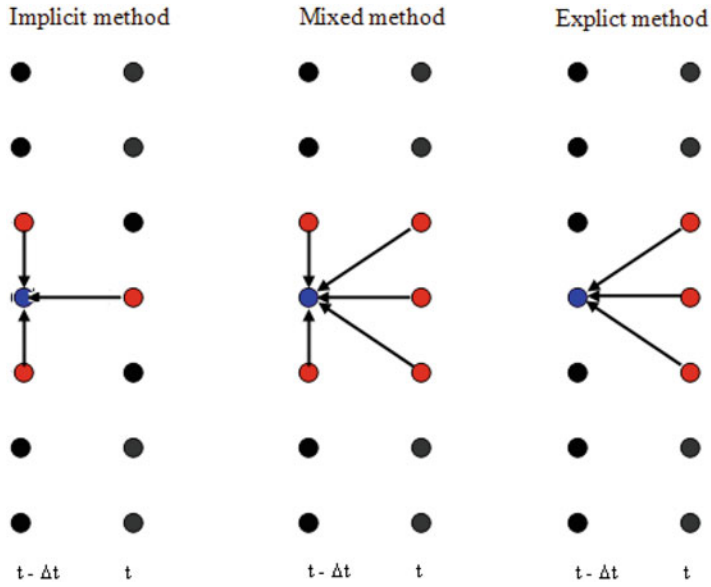 Implicit method Mixed method Explict method
t - Δt t t - Δt t t - Δt t